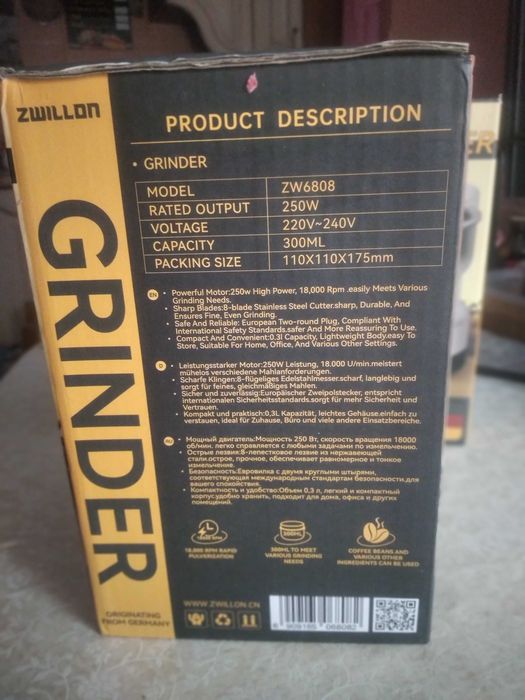 ZWILLON
GRINDER
ORIGINATING
FROM GERMANY
PRODUCT DESCRIPTION
• GRINDER
MODEL ZW6808
RATED OUTPUT 250W
VOLTAGE 220V~240V
CAPACITY 300ML
PACKING SIZE 110X110X175mm
EN • Powerful Motor:250w High Power, 18,000 Rpm .easily Meets Various
Grinding Needs.
• Sharp Blades:8-blade Stainless Steel Cutter.sharp, Durable, And
Ensures Fine, Even Grinding.
• Safe And Reliable: European Two-round Plug, Compliant With
International Safety Standards.safer And More Reassuring To Use.
• Compact And Convenient:0.3l Capacity, Lightweight Body.easy To
Store, Suitable For Home, Office, And Various Other Settings.
D • Leistungsstarker Motor:250W Leistung, 18.000 U/min.meistert
mühelos verschiedene Mahlanforderungen.
• Scharfe Klingen:8-flügeliges Edelstahlmesser.scharf, langlebig und
sorgt für feines, gleichmäßiges Mahlen.
• Sicher und zuverlässig:Europäischer Zweipolstecker, entspricht
internationalen Sicherheitsstandards.sorgt für mehr Sicherheit und
Vertrauen.
• Kompakt und praktisch:0,3L Kapazität, leichtes Gehäuse.einfach zu
verstauen, ideal für Zuhause, Büro und viele andere Einsatzbereiche.
RU • Мощный двигатель:Мощность 250 Вт, скорость вращения 18000
об/мин. легко справляется с любыми задачами по измельчению.
• Острые лезвия:8-лепестковое лезвие из нержавеющей
стали.острое, прочное, обеспечивает равномерное и тонкое
измельчение.
• Безопасность:Евровилка с двумя круглыми штырями,
соответствующая международным стандартам безопасности.для
вашего спокойствия.
• Компактность и удобство:Объем 0,3 л, легкий и компактный
корпус.удобно хранить, подходит для дома, офиса и других
помещений.
18,000 RPM RAPID
PULVERISATION
300ML
300ML TO MEET
VARIOUS GRINDING
NEEDS
COFFEE BEANS AND
VARIOUS OTHER
INGREDIENTS CAN BE USED
WWW.ZWILLON.CN
6 909185 068082